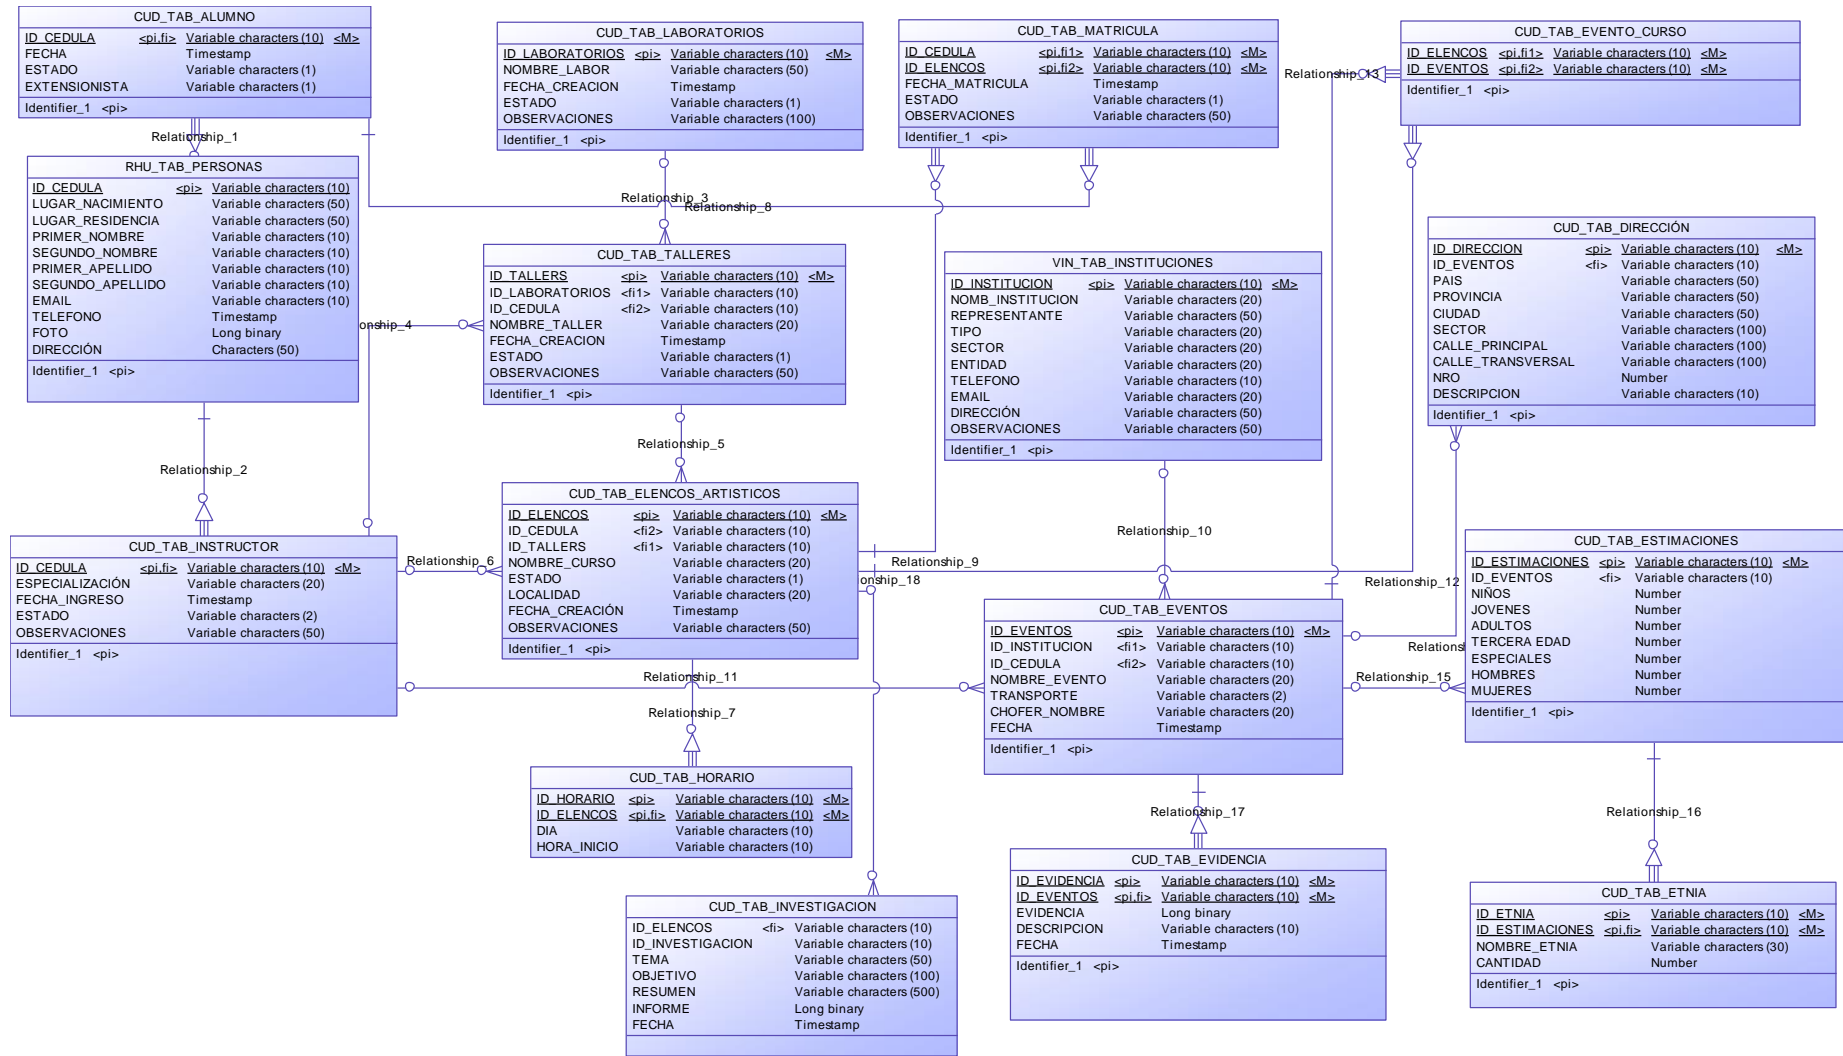 CUD_TAB_ALUMNO
ID_CEDULA <pi,fi> Variable characters (10) <M>
FECHA Timestamp
ESTADO Variable characters (1)
EXTENSIONISTA Variable characters (1)
Identifier_1 <pi>
CUD_TAB_LABORATORIOS
ID_LABORATORIOS <pi> Variable characters (10) <M>
NOMBRE_LABOR Variable characters (50)
FECHA_CREACION Timestamp
ESTADO Variable characters (1)
OBSERVACIONES Variable characters (100)
Identifier_1 <pi>
CUD_TAB_MATRICULA
ID_CEDULA <pi,fi1> Variable characters (10) <M>
ID_ELENCOS <pi,fi2> Variable characters (10) <M>
FECHA_MATRICULA Timestamp
ESTADO Variable characters (1)
OBSERVACIONES Variable characters (50)
Identifier_1 <pi>
Relationship_13
CUD_TAB_EVENTO_CURSO
ID_ELENCOS <pi,fi1> Variable characters (10) <M>
ID_EVENTOS <pi,fi2> Variable characters (10) <M>
Identifier_1 <pi>
Relationship_1
RHU_TAB_PERSONAS
ID_CEDULA <pi> Variable characters (10)
LUGAR_NACIMIENTO Variable characters (50)
LUGAR_RESIDENCIA Variable characters (50)
PRIMER_NOMBRE Variable characters (10)
SEGUNDO_NOMBRE Variable characters (10)
PRIMER_APELLIDO Variable characters (10)
SEGUNDO_APELLIDO Variable characters (10)
EMAIL Variable characters (10)
TELEFONO Timestamp
FOTO Long binary
DIRECCIÓN Characters (50)
Identifier_1 <pi>
Relationship_3
Relationship_8
onship_4
CUD_TAB_TALLERES
ID_TALLERS <pi> Variable characters (10) <M>
ID_LABORATORIOS <fi1> Variable characters (10)
ID_CEDULA <fi2> Variable characters (10)
NOMBRE_TALLER Variable characters (20)
FECHA_CREACION Timestamp
ESTADO Variable characters (1)
OBSERVACIONES Variable characters (50)
Identifier_1 <pi>
VIN_TAB_INSTITUCIONES
ID_INSTITUCION <pi> Variable characters (10) <M>
NOMB_INSTITUCION Variable characters (20)
REPRESENTANTE Variable characters (50)
TIPO Variable characters (20)
SECTOR Variable characters (20)
ENTIDAD Variable characters (20)
TELEFONO Variable characters (10)
EMAIL Variable characters (20)
DIRECCIÓN Variable characters (50)
OBSERVACIONES Variable characters (50)
Identifier_1 <pi>
CUD_TAB_DIRECCIÓN
ID_DIRECCION <pi> Variable characters (10) <M>
ID_EVENTOS <fi> Variable characters (10)
PAIS Variable characters (50)
PROVINCIA Variable characters (50)
CIUDAD Variable characters (50)
SECTOR Variable characters (100)
CALLE_PRINCIPAL Variable characters (100)
CALLE_TRANSVERSAL Variable characters (100)
NRO Number
DESCRIPCION Variable characters (10)
Identifier_1 <pi>
Relationship_2
Relationship_5
CUD_TAB_INSTRUCTOR
ID_CEDULA <pi,fi> Variable characters (10) <M>
ESPECIALIZACIÓN Variable characters (20)
FECHA_INGRESO Timestamp
ESTADO Variable characters (2)
OBSERVACIONES Variable characters (50)
Identifier_1 <pi>
Relationship_6
CUD_TAB_ELENCOS_ARTISTICOS
ID_ELENCOS <pi> Variable characters (10) <M>
ID_CEDULA <fi2> Variable characters (10)
ID_TALLERS <fi1> Variable characters (10)
NOMBRE_CURSO Variable characters (20)
ESTADO Variable characters (1)
LOCALIDAD Variable characters (20)
FECHA_CREACIÓN Timestamp
OBSERVACIONES Variable characters (50)
Identifier_1 <pi>
Relationship_9
onship_18
Relationship_10
Relationship_12
CUD_TAB_EVENTOS
ID_EVENTOS <pi> Variable characters (10) <M>
ID_INSTITUCION <fi1> Variable characters (10)
ID_CEDULA <fi2> Variable characters (10)
NOMBRE_EVENTO Variable characters (20)
TRANSPORTE Variable characters (2)
CHOFER_NOMBRE Variable characters (20)
FECHA Timestamp
Identifier_1 <pi>
Relations
Relationship_15
CUD_TAB_ESTIMACIONES
ID_ESTIMACIONES <pi> Variable characters (10) <M>
ID_EVENTOS <fi> Variable characters (10)
NIÑOS Number
JOVENES Number
ADULTOS Number
TERCERA EDAD Number
ESPECIALES Number
HOMBRES Number
MUJERES Number
Identifier_1 <pi>
Relationship_11
Relationship_7
CUD_TAB_HORARIO
ID_HORARIO <pi> Variable characters (10) <M>
ID_ELENCOS <pi,fi> Variable characters (10) <M>
DIA Variable characters (10)
HORA_INICIO Variable characters (10)
CUD_TAB_INVESTIGACION
ID_ELENCOS <fi> Variable characters (10)
ID_INVESTIGACION Variable characters (10)
TEMA Variable characters (50)
OBJETIVO Variable characters (100)
RESUMEN Variable characters (500)
INFORME Long binary
FECHA Timestamp
Relationship_17
CUD_TAB_EVIDENCIA
ID_EVIDENCIA <pi> Variable characters (10) <M>
ID_EVENTOS <pi,fi> Variable characters (10) <M>
EVIDENCIA Long binary
DESCRIPCION Variable characters (10)
FECHA Timestamp
Identifier_1 <pi>
Relationship_16
CUD_TAB_ETNIA
ID_ETNIA <pi> Variable characters (10) <M>
ID_ESTIMACIONES <pi,fi> Variable characters (10) <M>
NOMBRE_ETNIA Variable characters (30)
CANTIDAD Number
Identifier_1 <pi>